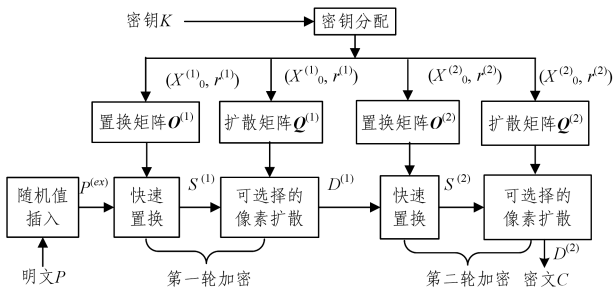 密钥K
密钥分配
(X⁽¹⁾₀, r⁽¹⁾)
(X⁽¹⁾₀, r⁽¹⁾)
(X⁽²⁾₀, r⁽²⁾)
(X⁽²⁾₀, r⁽²⁾)
置换矩阵O⁽¹⁾
扩散矩阵Q⁽¹⁾
置换矩阵O⁽²⁾
扩散矩阵Q⁽²⁾
随机值
插入
P⁽ᵉˣ⁾
快速
置换
S⁽¹⁾
可选择的
像素扩散
D⁽¹⁾
快速
置换
S⁽²⁾
可选择的
像素扩散
D⁽²⁾
明文P
第一轮加密
第二轮加密
密文C